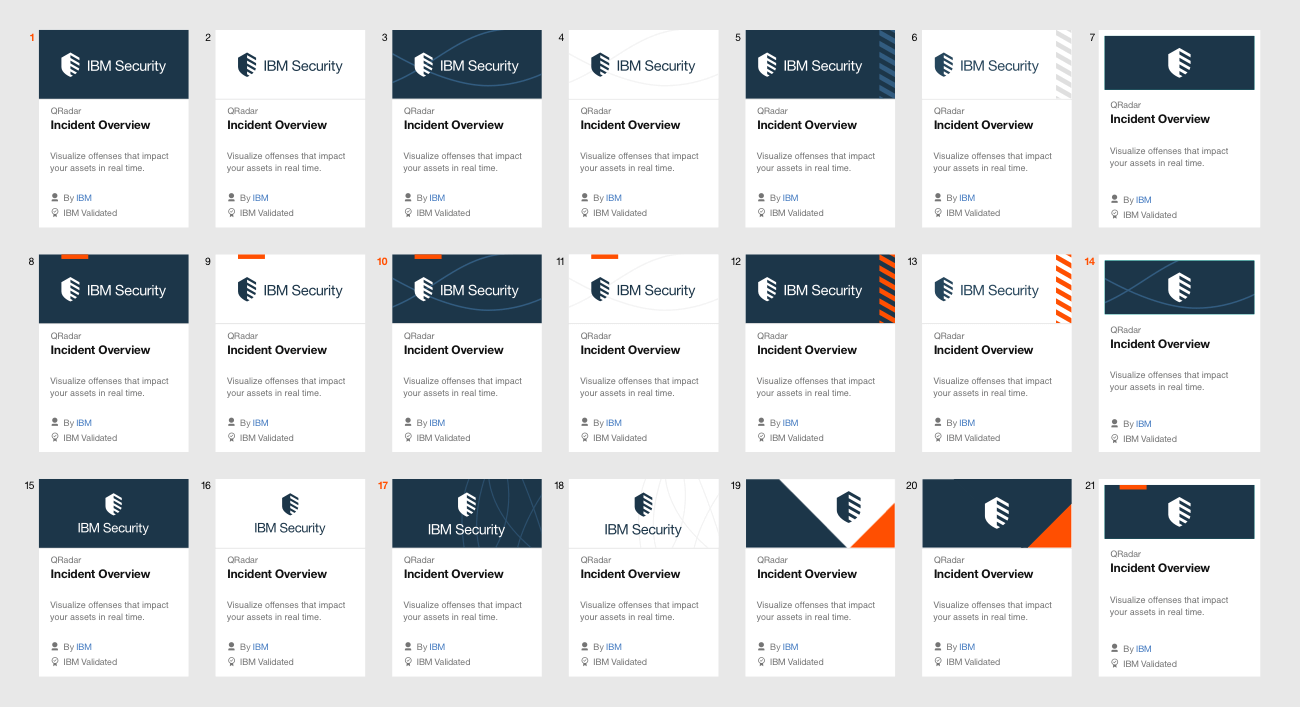 1
IBM Security
QRadar
Incident Overview
Visualize offenses that impact
your assets in real time.
By IBM
IBM Validated
2
IBM Security
QRadar
Incident Overview
Visualize offenses that impact
your assets in real time.
By IBM
IBM Validated
3
IBM Security
QRadar
Incident Overview
Visualize offenses that impact
your assets in real time.
By IBM
IBM Validated
4
IBM Security
QRadar
Incident Overview
Visualize offenses that impact
your assets in real time.
By IBM
IBM Validated
5
IBM Security
QRadar
Incident Overview
Visualize offenses that impact
your assets in real time.
By IBM
IBM Validated
6
IBM Security
QRadar
Incident Overview
Visualize offenses that impact
your assets in real time.
By IBM
IBM Validated
7
QRadar
Incident Overview
Visualize offenses that impact
your assets in real time.
By IBM
IBM Validated
8
IBM Security
QRadar
Incident Overview
Visualize offenses that impact
your assets in real time.
By IBM
IBM Validated
9
IBM Security
QRadar
Incident Overview
Visualize offenses that impact
your assets in real time.
By IBM
IBM Validated
10
IBM Security
QRadar
Incident Overview
Visualize offenses that impact
your assets in real time.
By IBM
IBM Validated
11
IBM Security
QRadar
Incident Overview
Visualize offenses that impact
your assets in real time.
By IBM
IBM Validated
12
IBM Security
QRadar
Incident Overview
Visualize offenses that impact
your assets in real time.
By IBM
IBM Validated
13
IBM Security
QRadar
Incident Overview
Visualize offenses that impact
your assets in real time.
By IBM
IBM Validated
14
QRadar
Incident Overview
Visualize offenses that impact
your assets in real time.
By IBM
IBM Validated
15
IBM Security
QRadar
Incident Overview
Visualize offenses that impact
your assets in real time.
By IBM
IBM Validated
16
IBM Security
QRadar
Incident Overview
Visualize offenses that impact
your assets in real time.
By IBM
IBM Validated
17
IBM Security
QRadar
Incident Overview
Visualize offenses that impact
your assets in real time.
By IBM
IBM Validated
18
IBM Security
QRadar
Incident Overview
Visualize offenses that impact
your assets in real time.
By IBM
IBM Validated
19
QRadar
Incident Overview
Visualize offenses that impact
your assets in real time.
By IBM
IBM Validated
20
QRadar
Incident Overview
Visualize offenses that impact
your assets in real time.
By IBM
IBM Validated
21
QRadar
Incident Overview
Visualize offenses that impact
your assets in real time.
By IBM
IBM Validated